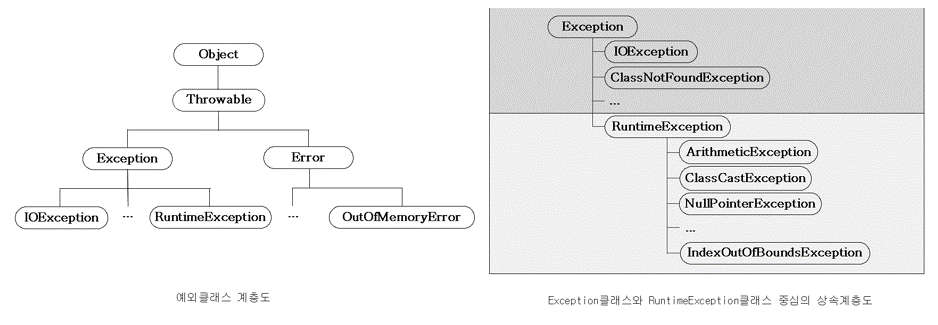 Object
Throwable
Exception
Error
IOException
...
RuntimeException
...
OutOfMemoryError
예외클래스 계층도
Exception
IOException
ClassNotFoundException
...
RuntimeException
ArithmeticException
ClassCastException
NullPointerException
...
IndexOutOfBoundsException
Exception클래스와 RuntimeException클래스 중심의 상속계층도